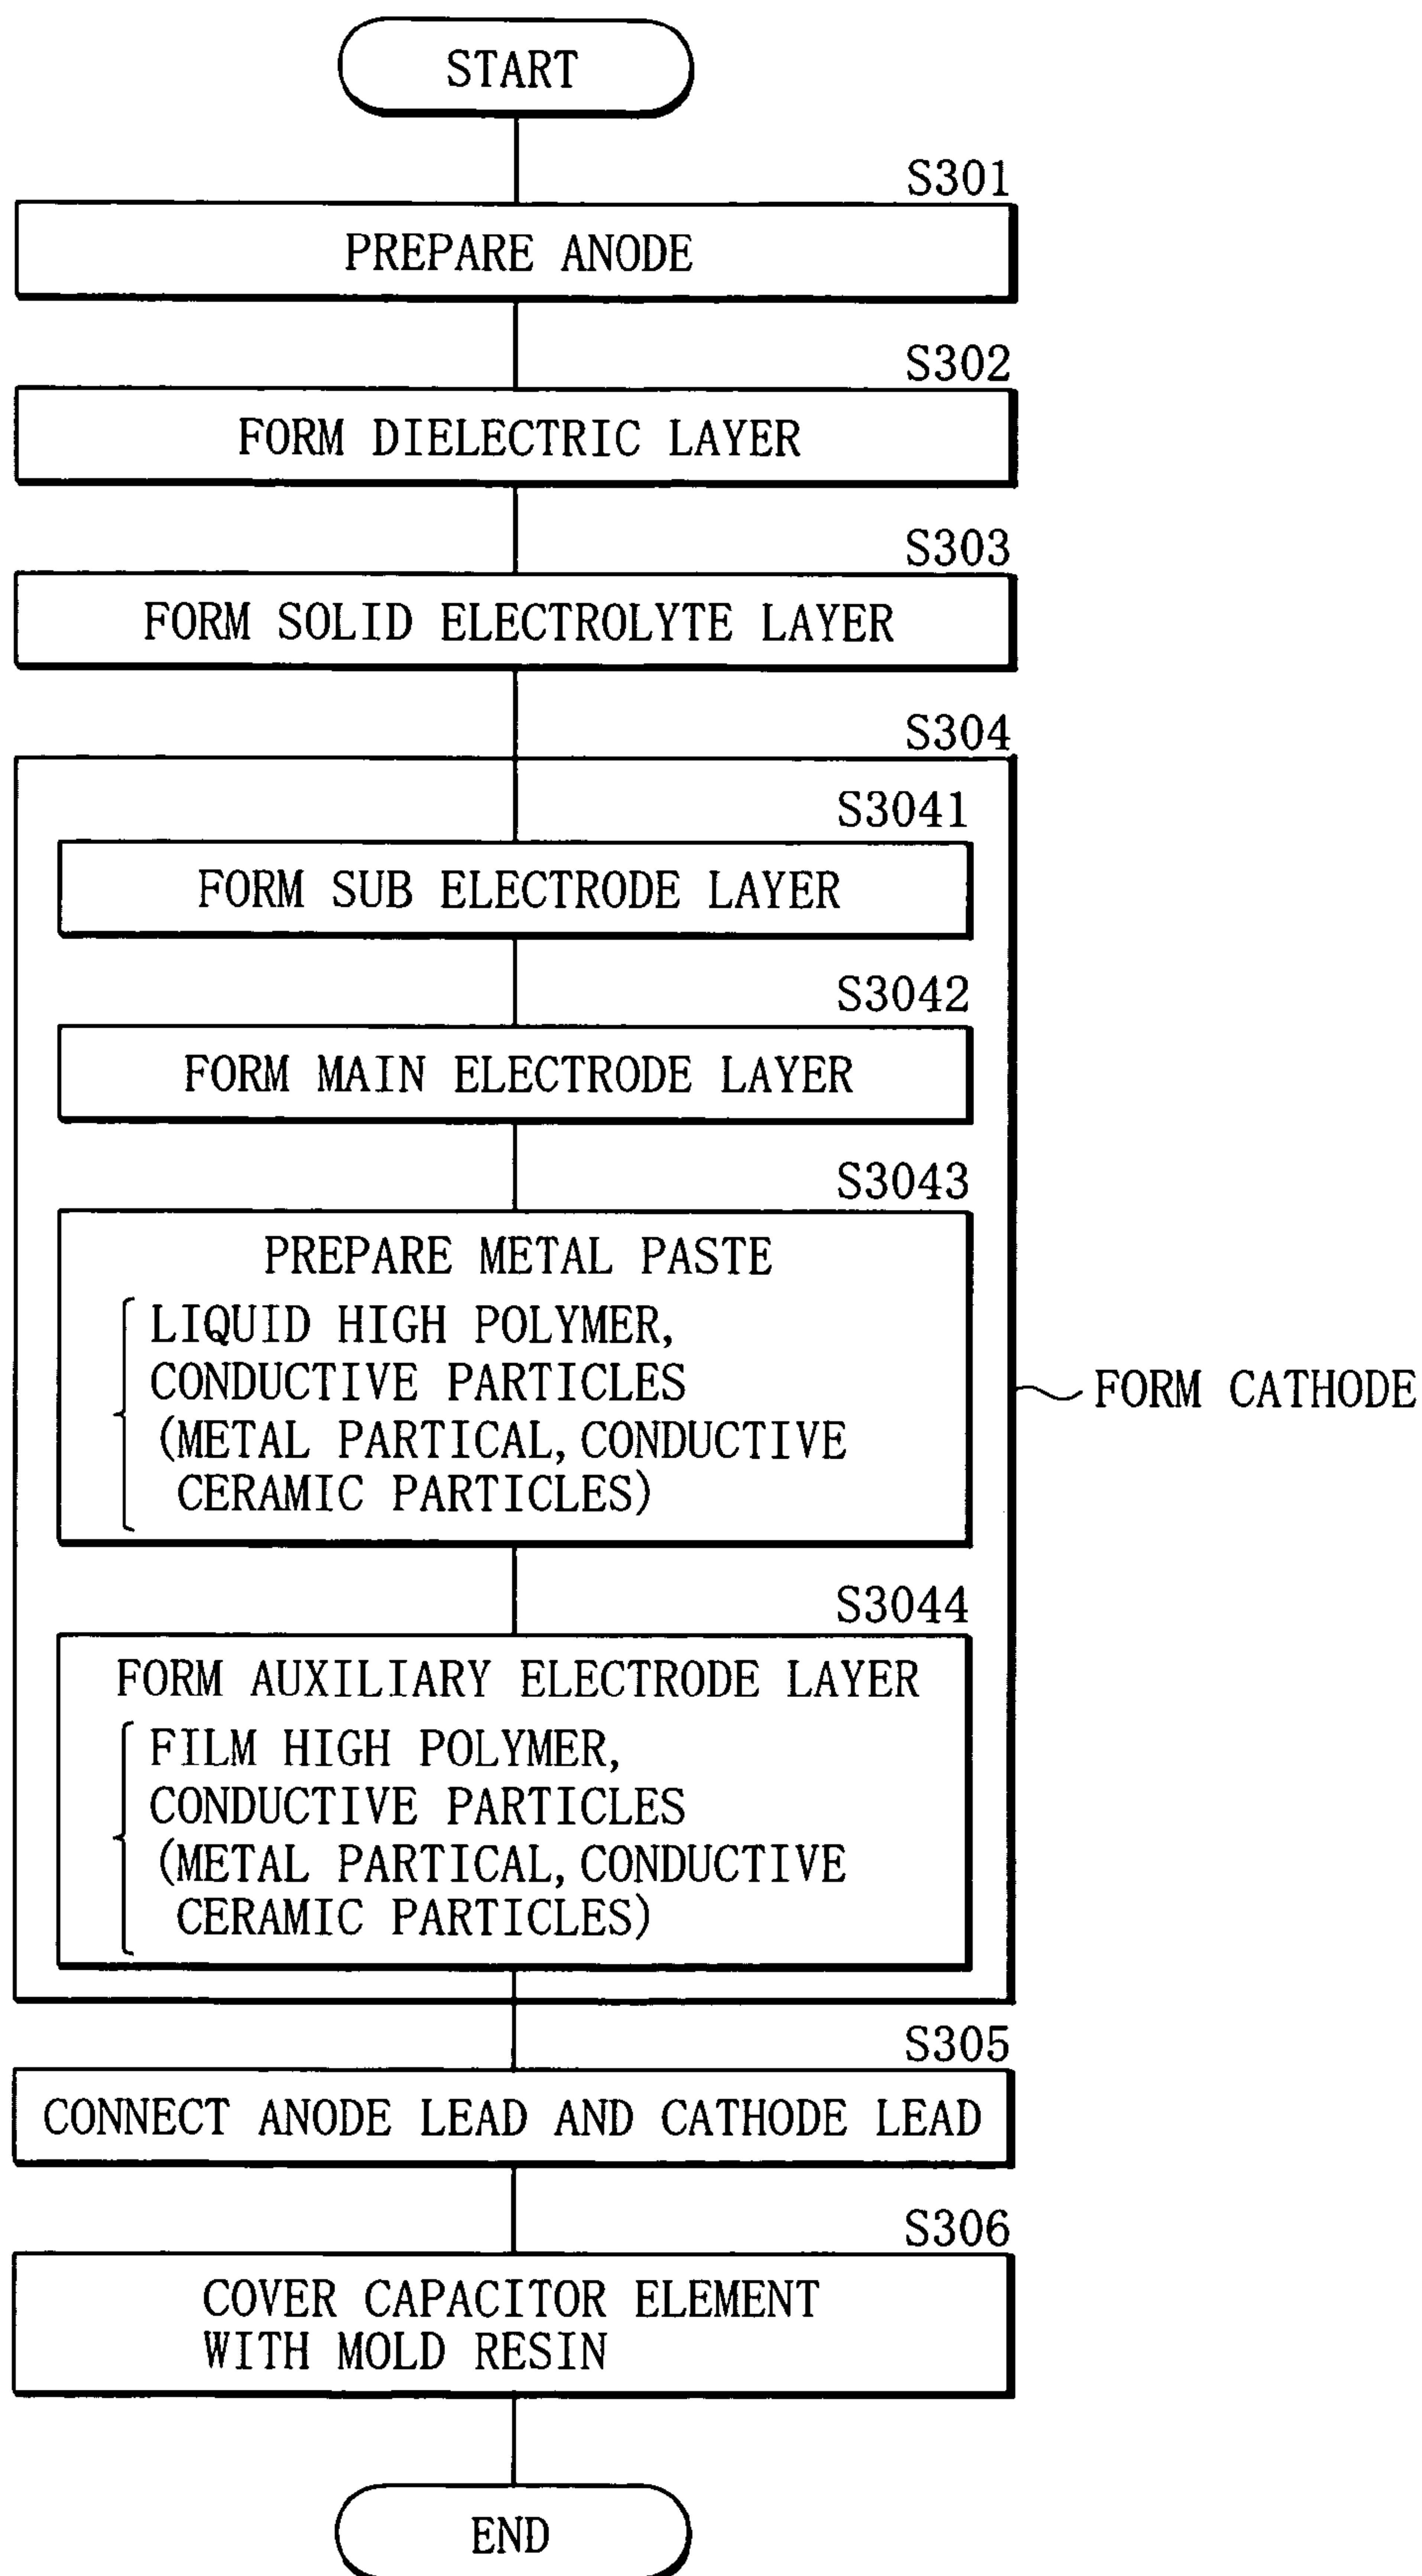 START
S301
PREPARE ANODE
S302
FORM DIELECTRIC LAYER
S303
FORM SOLID ELECTROLYTE LAYER
S304
S3041
FORM SUB ELECTRODE LAYER
S3042
FORM MAIN ELECTRODE LAYER
S3043
PREPARE METAL PASTE
LIQUID HIGH POLYMER,
CONDUCTIVE PARTICLES
(METAL PARTICAL, CONDUCTIVE
CERAMIC PARTICLES)
FORM CATHODE
S3044
FORM AUXILIARY ELECTRODE LAYER
FILM HIGH POLYMER,
CONDUCTIVE PARTICLES
(METAL PARTICAL, CONDUCTIVE
CERAMIC PARTICLES)
S305
CONNECT ANODE LEAD AND CATHODE LEAD
S306
COVER CAPACITOR ELEMENT
WITH MOLD RESIN
END